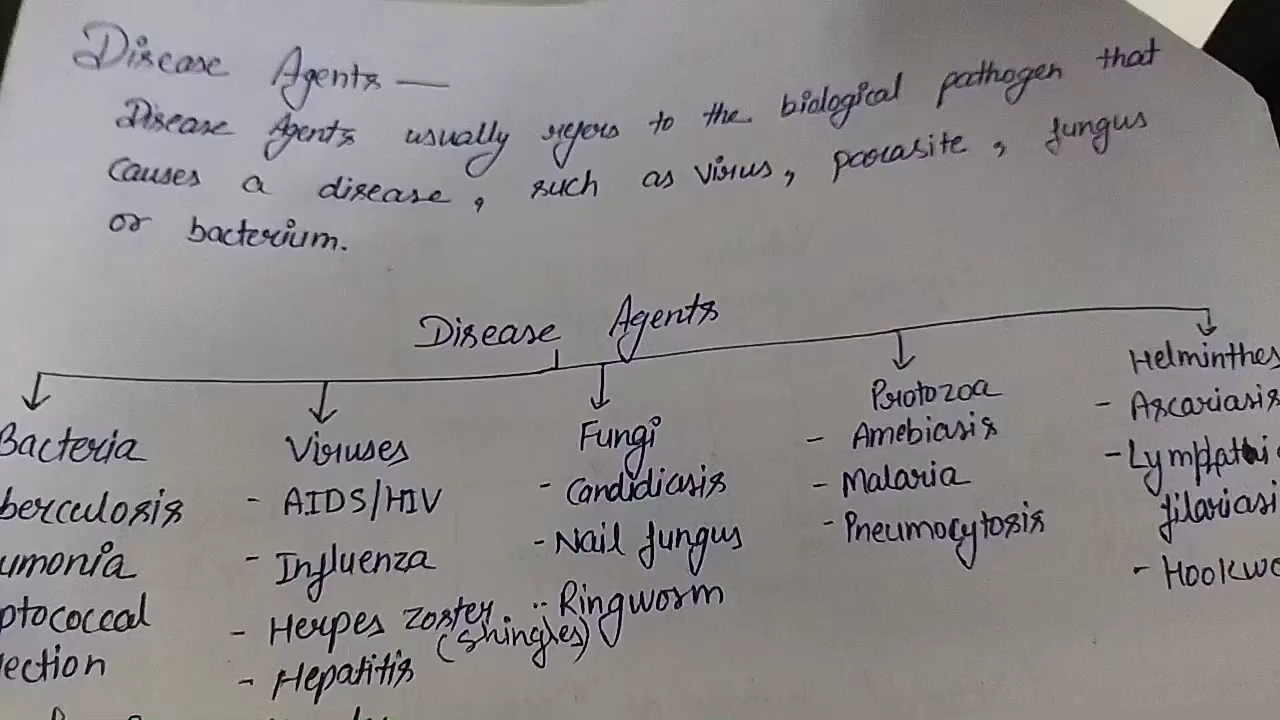 Disease Agents —
Disease Agents usually refers to the biological pathogen that
causes a disease, such as virus, parasite, fungus
or bacterium.
Disease Agents
Bacteria
berculosis
umonia
ptococcal
ection
Viruses
- AIDS/HIV
- Influenza
- Herpes zoster
(Shingles)
- Hepatitis
Fungi
- Candidiasis
- Nail fungus
- Ringworm
Protozoa
- Amebiasis
- Malaria
- Pneumocytosis
Helminthes
- Ascariasis
- Lymphati
filariasi
- Hookwo